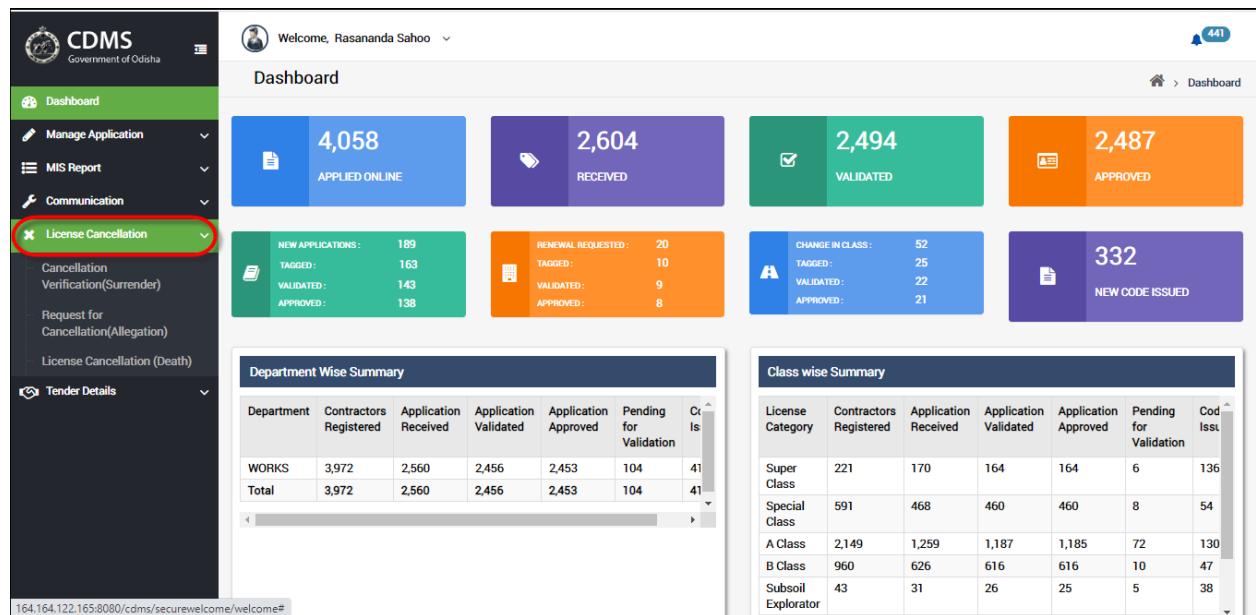 CDMS
Government of Odisha
Welcome, Rasananda Sahoo
441
Dashboard
Dashboard
Dashboard
Manage Application
MIS Report
Communication
License Cancellation
Cancellation
Verification(Surrender)
Request for
Cancellation(Allegation)
License Cancellation (Death)
Tender Details
4,058
APPLIED ONLINE
2,604
RECEIVED
2,494
VALIDATED
2,487
APPROVED
NEW APPLICATIONS : 189
TAGGED : 163
VALIDATED : 143
APPROVED : 138
RENEWAL REQUESTED : 20
TAGGED : 10
VALIDATED : 9
APPROVED : 8
CHANGE IN CLASS : 52
TAGGED : 25
VALIDATED : 22
APPROVED : 21
332
NEW CODE ISSUED
Department Wise Summary
Department Contractors Application Application Application Pending
Registered Received Validated Approved for
Validation
WORKS 3,972 2,560 2,456 2,453 104 41
Total 3,972 2,560 2,456 2,453 104 41
Class wise Summary
License Contractors Application Application Application Pending Cod
Category Registered Received Validated Approved for Issu
Validation
Super 221 170 164 164 6 136
Class
Special 591 468 460 460 8 54
Class
A Class 2,149 1,259 1,187 1,185 72 130
B Class 960 626 616 616 10 47
Subsoil 43 31 26 25 5 38
Explorator
164.164.122.165:8080/cdms/securewelcome/welcome#